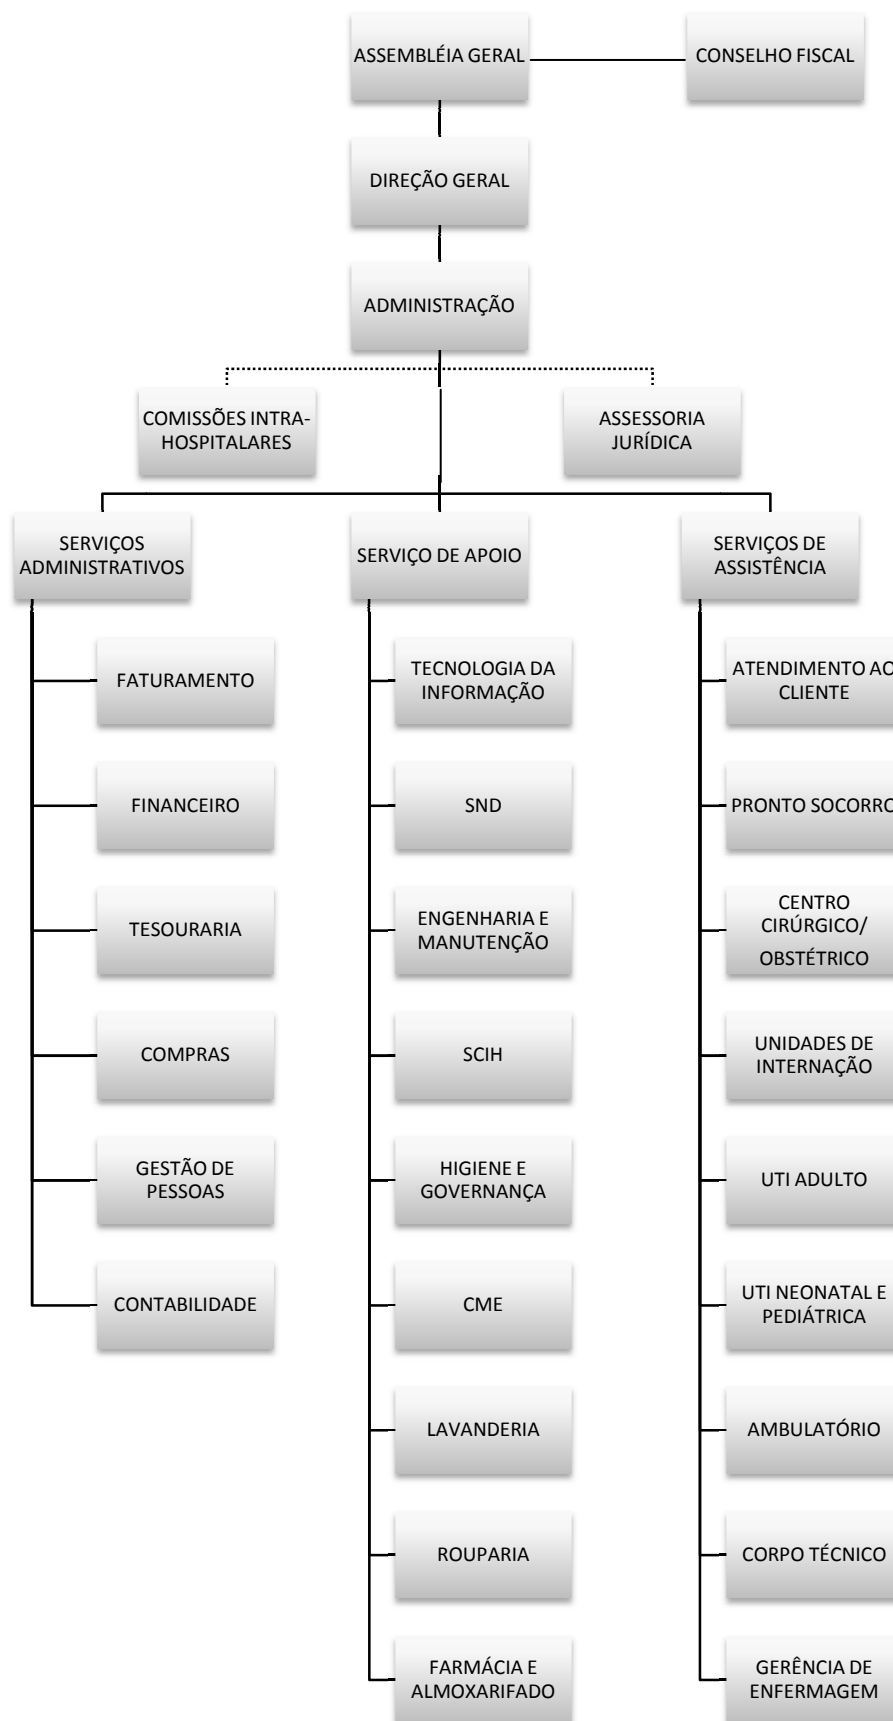 ASSEMBLÉIA GERAL
CONSELHO FISCAL
DIREÇÃO GERAL
ADMINISTRAÇÃO
COMISSÕES INTRA-
HOSPITALARES
ASSESSORIA
JURÍDICA
SERVIÇOS
ADMINISTRATIVOS
SERVIÇO DE APOIO
SERVIÇOS DE
ASSISTÊNCIA
FATURAMENTO
FINANCEIRO
TESOURARIA
COMPRAS
GESTÃO DE
PESSOAS
CONTABILIDADE
TECNOLOGIA DA
INFORMAÇÃO
SND
ENGENHARIA E
MANUTENÇÃO
SCIH
HIGIENE E
GOVERNANÇA
CME
LAVANDERIA
ROUPARIA
FARMÁCIA E
ALMOXARIFADO
ATENDIMENTO AO
CLIENTE
PRONTO SOCORRO
CENTRO
CIRÚRGICO/
OBSTÉTRICO
UNIDADES DE
INTERNAÇÃO
UTI ADULTO
UTI NEONATAL E
PEDIÁTRICA
AMBULATÓRIO
CORPO TÉCNICO
GERÊNCIA DE
ENFERMAGEM